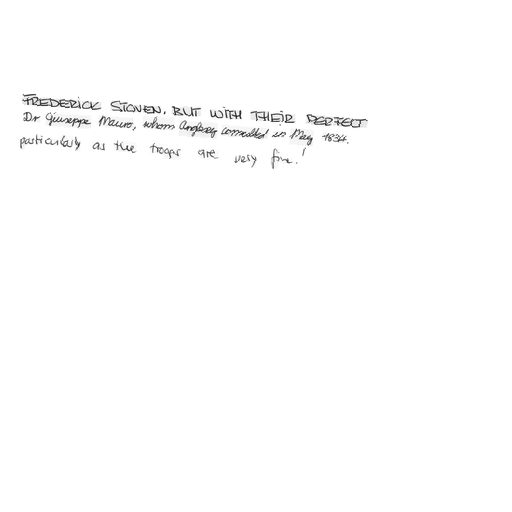 FREDERICK STOVEN, BUT WITH THEIR PERFECT
Dr Giuseppe Mauro, whom Anglesey consulted in May 1834.
particularly as the troops are very fine!